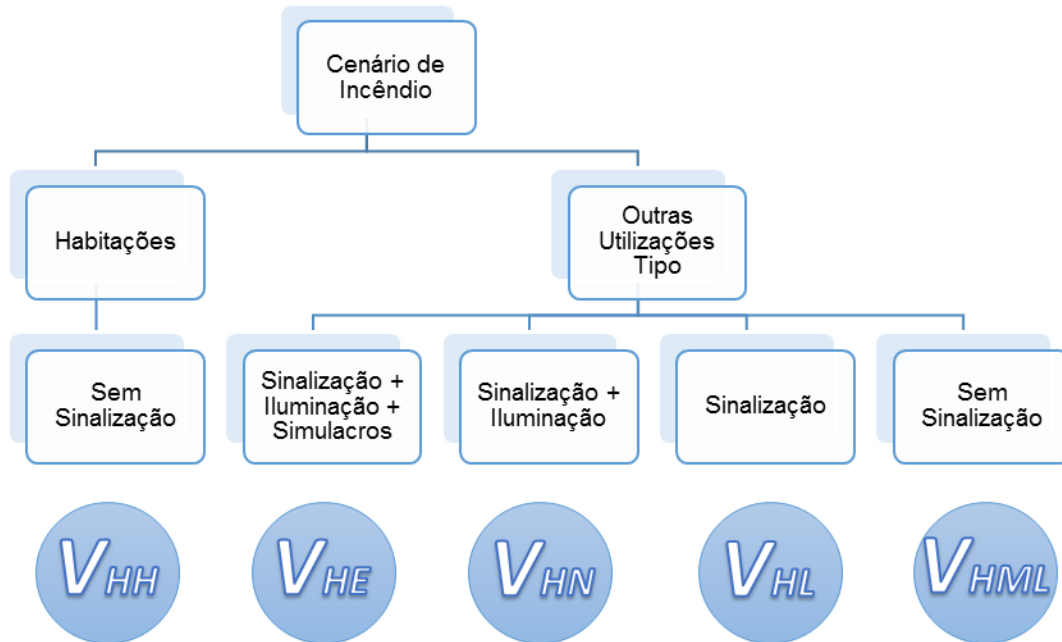 Cenário de
Incêndio
Habitações
Outras
Utilizações
Tipo
Sem
Sinalização
Sinalização +
Iluminação +
Simulacros
Sinalização +
Iluminação
Sinalização
Sem
Sinalização
VHH
VHE
VHN
VHL
VHML